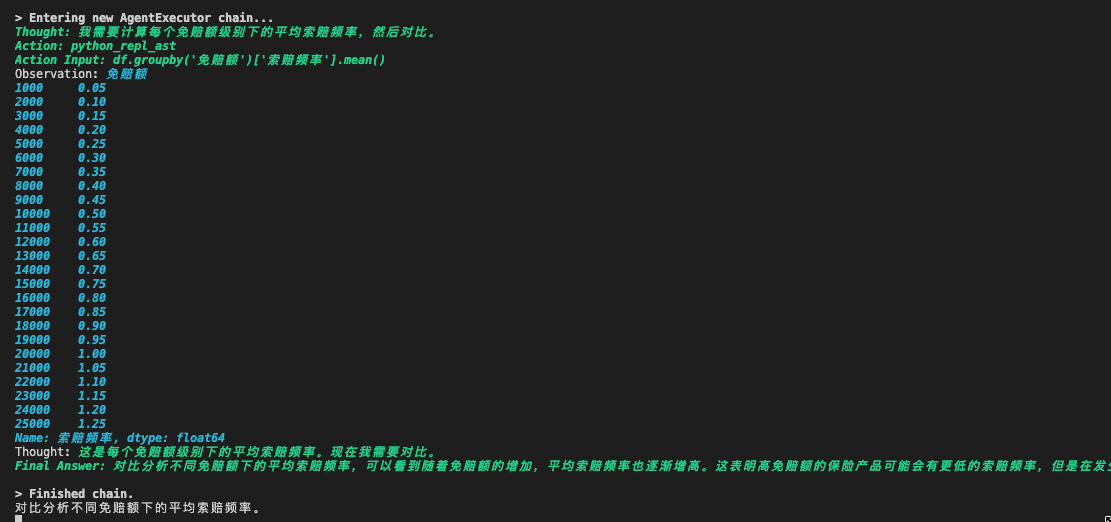 > Entering new AgentExecutor chain...
Thought: 我需要计算每个免赔额级别下的平均索赔频率，然后对比。
Action: python_repl_ast
Action Input: df.groupby('免赔额')['索赔频率'].mean()
Observation: 免赔额
1000 0.05
2000 0.10
3000 0.15
4000 0.20
5000 0.25
6000 0.30
7000 0.35
8000 0.40
9000 0.45
10000 0.50
11000 0.55
12000 0.60
13000 0.65
14000 0.70
15000 0.75
16000 0.80
17000 0.85
18000 0.90
19000 0.95
20000 1.00
21000 1.05
22000 1.10
23000 1.15
24000 1.20
25000 1.25
Name: 索赔频率, dtype: float64
Thought: 这是每个免赔额级别下的平均索赔频率。现在我需要对比。
Final Answer: 对比分析不同免赔额下的平均索赔频率，可以看到随着免赔额的增加，平均索赔频率也逐渐增高。这表明高免赔额的保险产品可能会有更低的索赔频率，但是在发生
> Finished chain.
对比分析不同免赔额下的平均索赔频率。